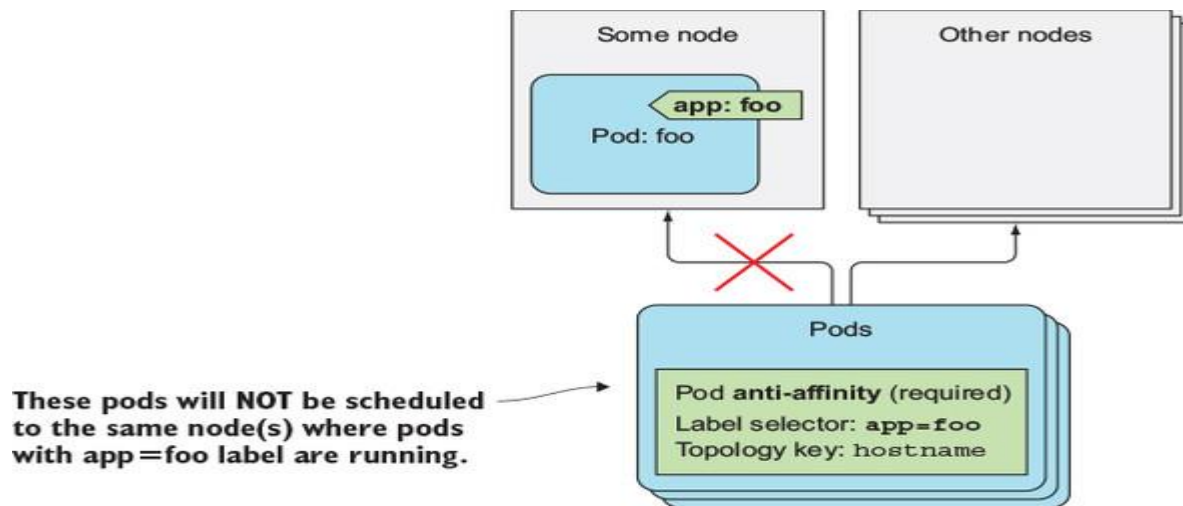 Some node
Other nodes
app: foo
Pod: foo
Pods
Pod anti-affinity (required)
Label selector: app=foo
Topology key: hostname
These pods will NOT be scheduled
to the same node(s) where pods
with app=foo label are running.